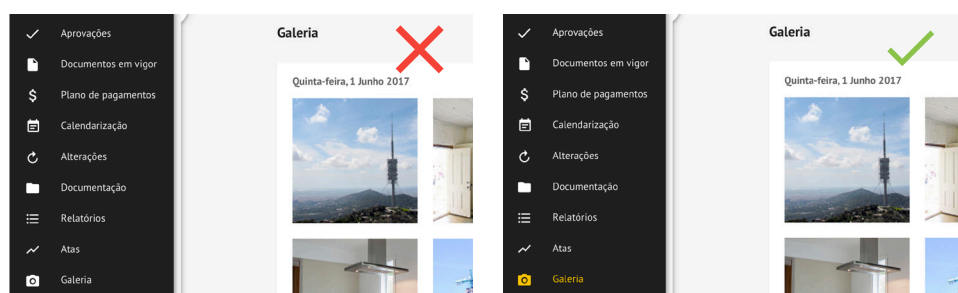 Aprovações
Documentos em vigor
Plano de pagamentos
Calendarização
Alterações
Documentação
Relatórios
Atas
Galeria
Galeria
Quinta-feira, 1 Junho 2017
Aprovações
Documentos em vigor
Plano de pagamentos
Calendarização
Alterações
Documentação
Relatórios
Atas
Galeria
Galeria
Quinta-feira, 1 Junho 2017